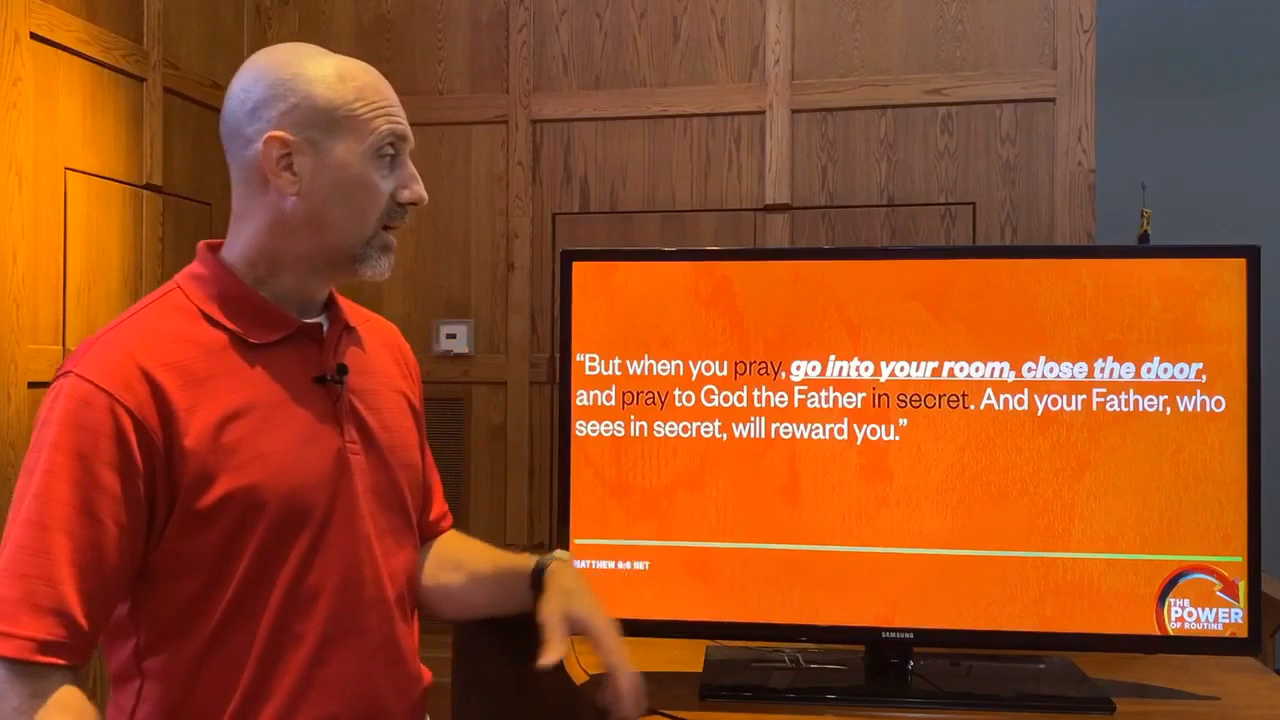 “But when you pray, go into your room, close the door,
and pray to God the Father in secret. And your Father, who
sees in secret, will reward you.”
MATTHEW 6:6 NET
THE
POWER
OF ROUTINE
SAMSUNG